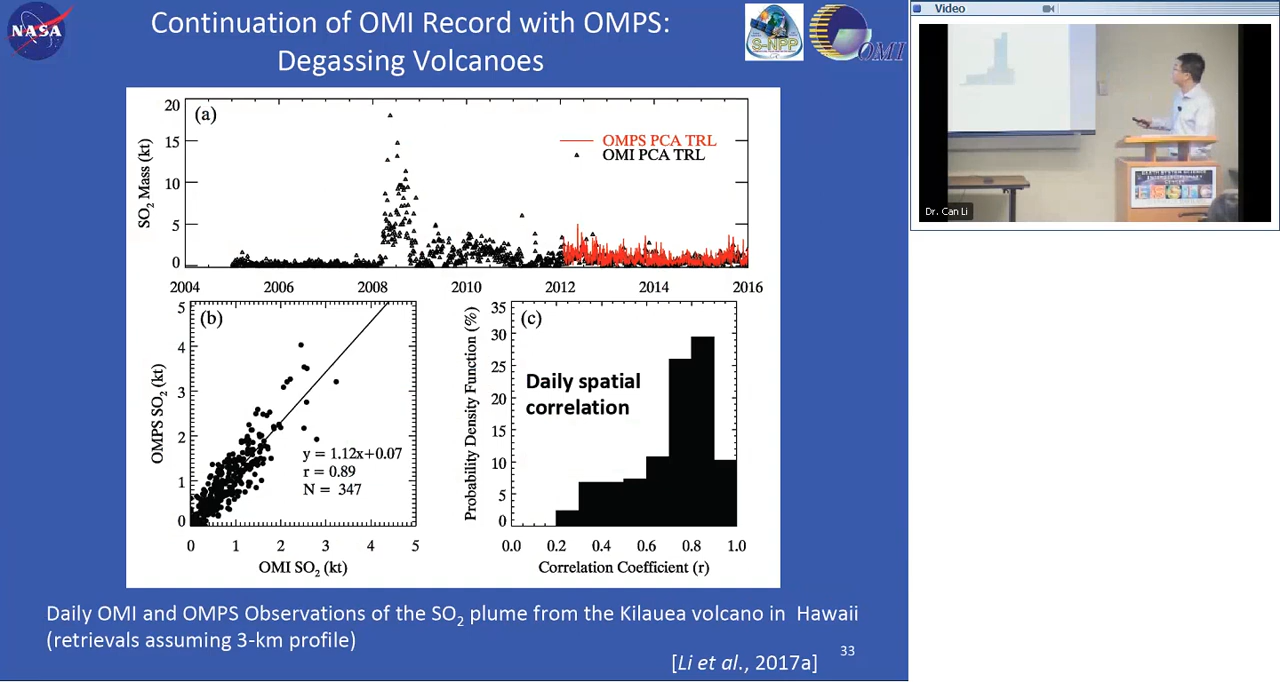 NASA
Continuation of OMI Record with OMPS:
Degassing Volcanoes
S-NPP
OMI
Video
Dr. Can Li
(a)
OMPS PCA TRL
OMI PCA TRL
SO2 Mass (kt)
20
15
10
5
0
2004 2006 2008 2010 2012 2014 2016
(b)
OMPS SO2 (kt)
5
4
3
2
1
0
y = 1.12x+0.07
r = 0.89
N = 347
0 1 2 3 4 5
OMI SO2 (kt)
(c)
Probability Density Function (%)
35
30
25
20
15
10
5
0
Daily spatial
correlation
0.0 0.2 0.4 0.6 0.8 1.0
Correlation Coefficient (r)
Daily OMI and OMPS Observations of the SO2 plume from the Kilauea volcano in Hawaii
(retrievals assuming 3-km profile)
[Li et al., 2017a]
33